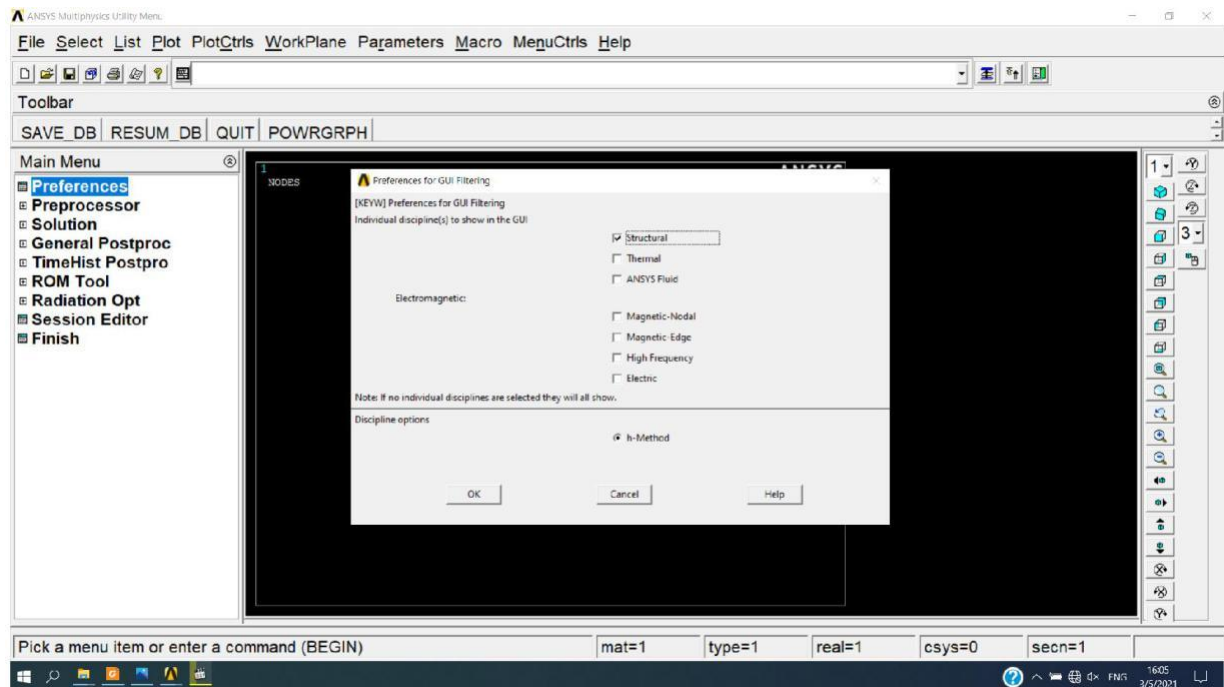 ANSYS Multiphysics Utility Menu
File Select List Plot PlotCtrls WorkPlane Parameters Macro MenuCtrls Help
Toolbar
SAVE_DB RESUM_DB QUIT POWRGRPH
Main Menu
Preferences
Preprocessor
Solution
General Postproc
TimeHist Postpro
ROM Tool
Radiation Opt
Session Editor
Finish
1
NODES
ANSYS
Preferences for GUI Filtering
[KEYW] Preferences for GUI Filtering
Individual discipline(s) to show in the GUI
Structural
Thermal
ANSYS Fluid
Electromagnetic:
Magnetic-Nodal
Magnetic-Edge
High Frequency
Electric
Note: If no individual disciplines are selected they will all show.
Discipline options
h-Method
OK Cancel Help
1
3
Pick a menu item or enter a command (BEGIN) mat=1 type=1 real=1 csys=0 secn=1
ENG 16:05
3/5/2021